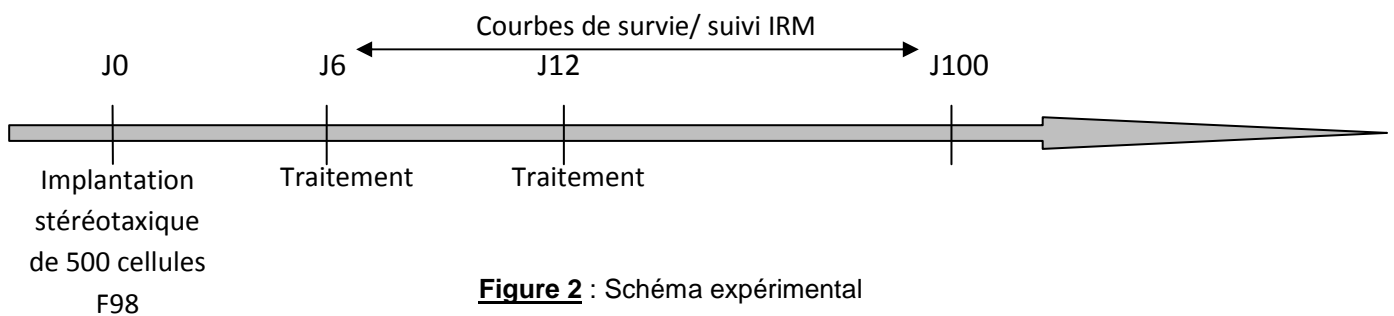 Courbes de survie/ suivi IRM
J0
J6
J12
J100
Implantation
stéréotaxique
de 500 cellules
F98
Traitement
Traitement
Figure 2 : Schéma expérimental